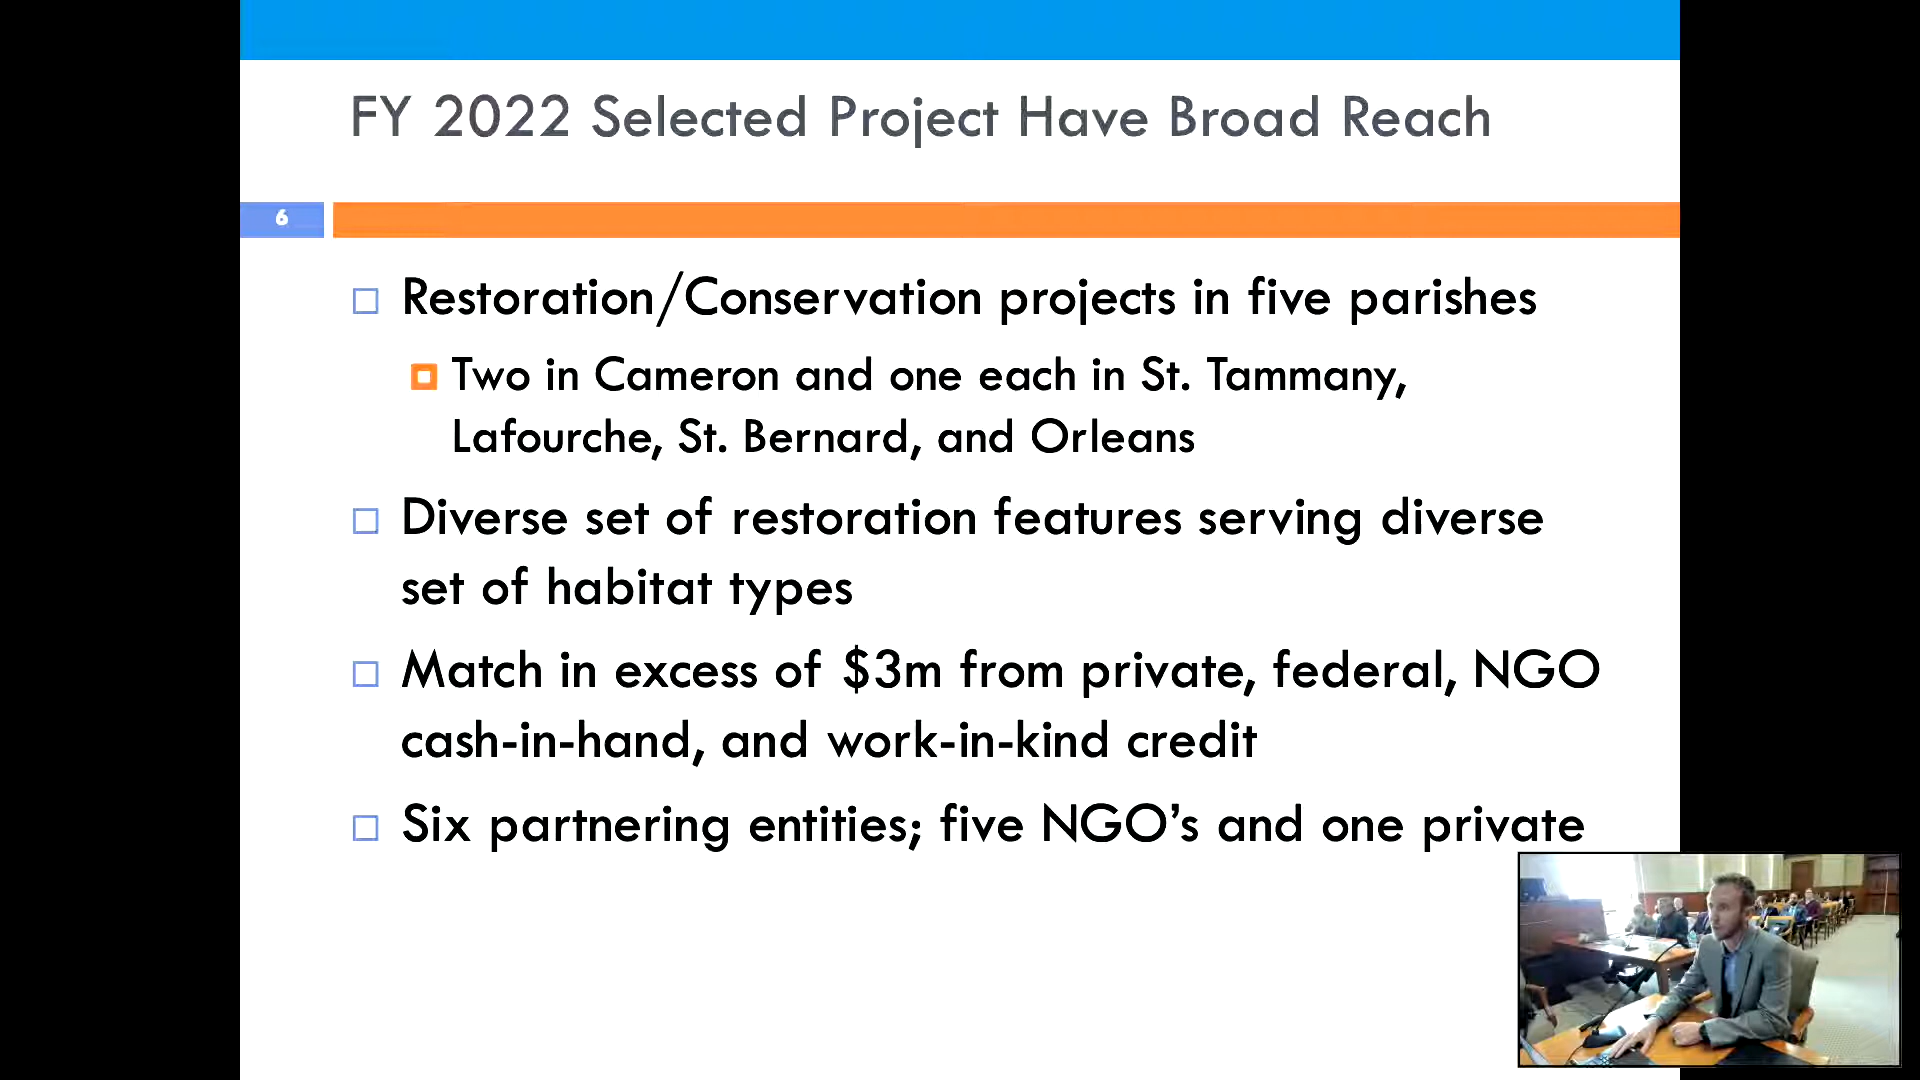 FY 2022 Selected Project Have Broad Reach
6
Restoration/Conservation projects in five parishes
Two in Cameron and one each in St. Tammany,
Lafourche, St. Bernard, and Orleans
Diverse set of restoration features serving diverse
set of habitat types
Match in excess of $3m from private, federal, NGO
cash-in-hand, and work-in-kind credit
Six partnering entities; five NGO’s and one private